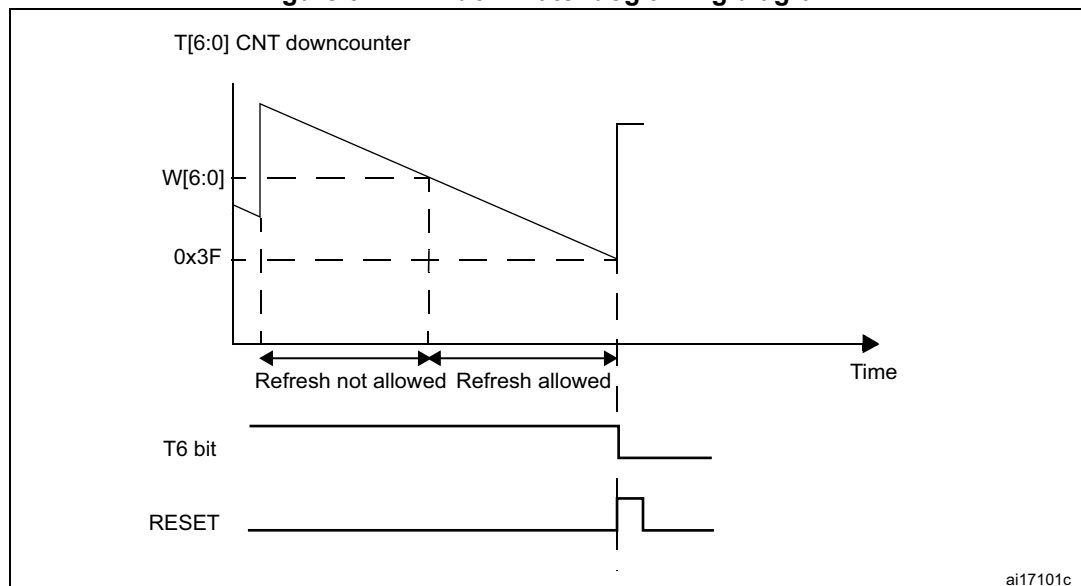 T[6:0] CNT downcounter
W[6:0]
0x3F
Refresh not allowed Refresh allowed
Time
T6 bit
RESET
ai17101c